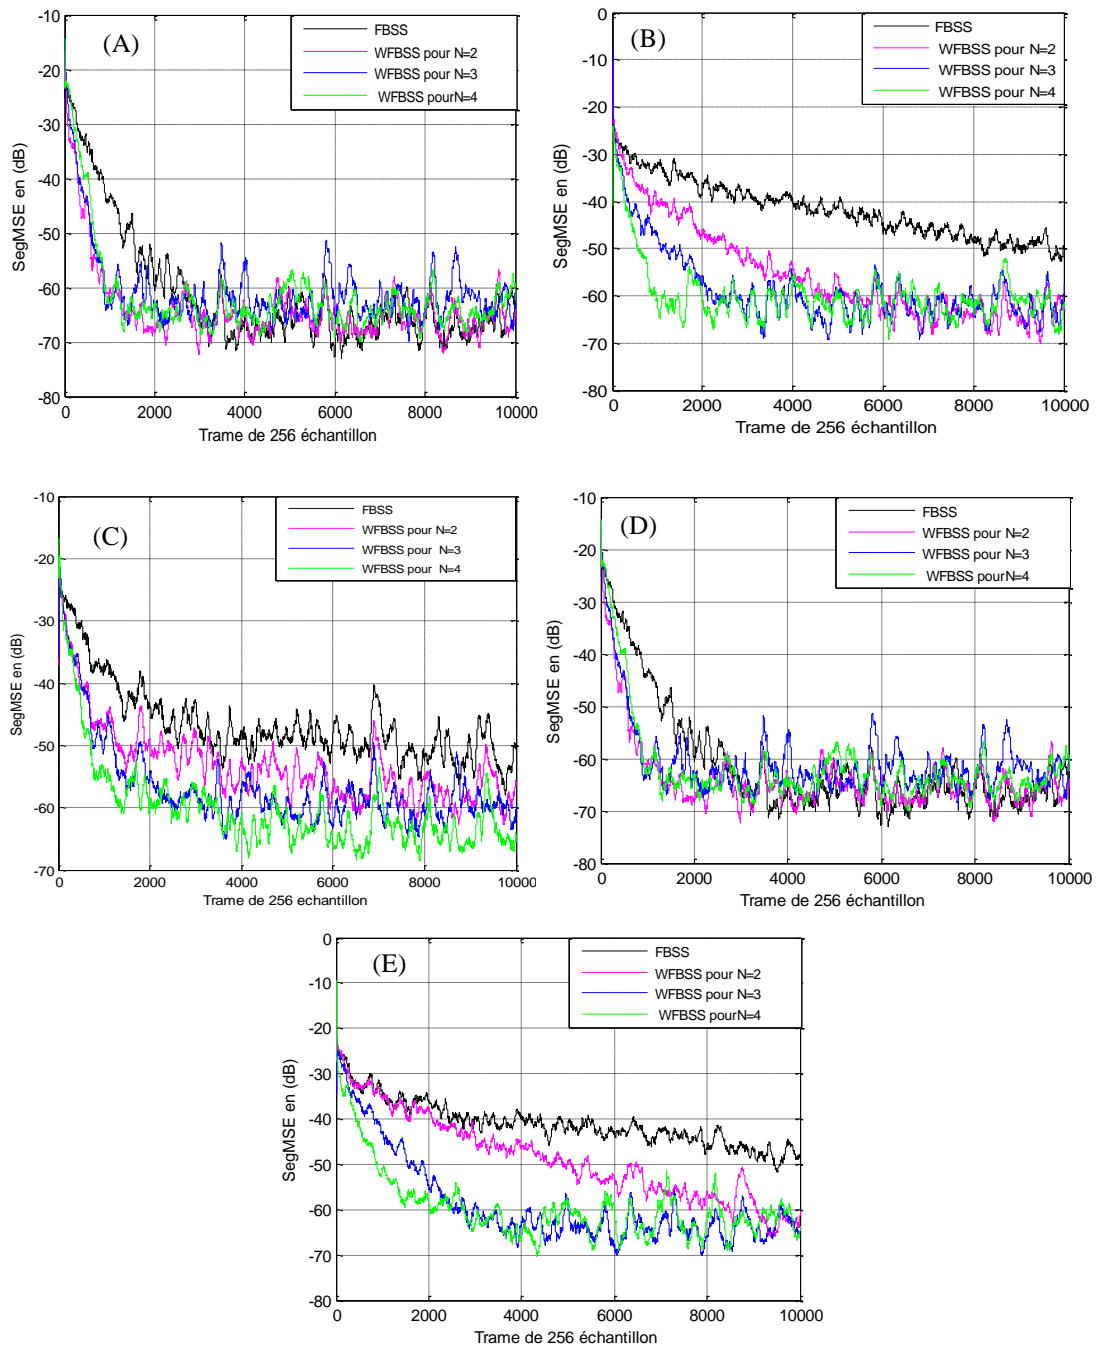 (A)
FBSS
WFBSS pour N=2
WFBSS pour N=3
WFBSS pourN=4
-10
-20
-30
-40
-50
-60
-70
-80
SegMSE en (dB)
0 2000 4000 6000 8000 10000
Trame de 256 échantillon
(B)
FBSS
WFBSS pour N=2
WFBSS pour N=3
WFBSS pour N=4
0
-10
-20
-30
-40
-50
-60
-70
-80
SegMSE en (dB)
0 2000 4000 6000 8000 10000
Trame de 256 échantillon
(C)
FBSS
WFBSS pour N=2
WFBSS pour N=3
WFBSS pour N=4
-10
-20
-30
-40
-50
-60
-70
SegMSE en (dB)
0 2000 4000 6000 8000 10000
Trame de 256 echantillon
(D)
FBSS
WFBSS pour N=2
WFBSS pour N=3
WFBSS pourN=4
-10
-20
-30
-40
-50
-60
-70
-80
SegMSE en (dB)
0 2000 4000 6000 8000 10000
Trame de 256 échantillon
(E)
FBSS
WFBSS pour N=2
WFBSS pour N=3
WFBSS pourN=4
0
-10
-20
-30
-40
-50
-60
-70
-80
SegMSE en (dB)
0 2000 4000 6000 8000 10000
Trame de 256 échantillon